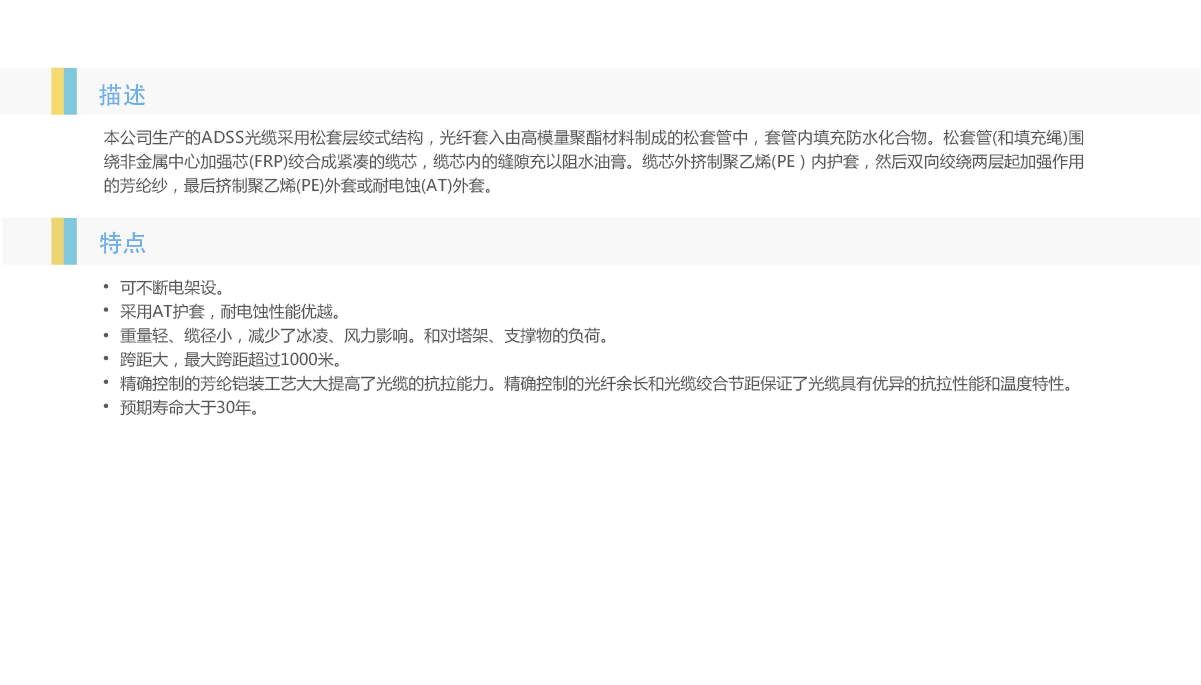 描述
本公司生产的ADSS光缆采用松套层绞式结构，光纤套入由高模量聚酯材料制成的松套管中，套管内填充防水化合物。松套管(和填充绳)围
绕非金属中心加强芯(FRP)绞合成紧凑的缆芯，缆芯内的缝隙充以阻水油膏。缆芯外挤制聚乙烯(PE ) 内护套，然后双向绞绕两层起加强作用
的芳纶纱，最后挤制聚乙烯(PE)外套或耐电蚀(AT)外套。
特点
• 可不断电架设。
• 采用AT护套，耐电蚀性能优越。
• 重量轻、缆径小，减少了冰凌、风力影响。和对塔架、支撑物的负荷。
• 跨距大，最大跨距超过1000米。
• 精确控制的芳纶铠装工艺大大提高了光缆的抗拉能力。精确控制的光纤余长和光缆绞合节距保证了光缆具有优异的抗拉性能和温度特性。
• 预期寿命大于30年。